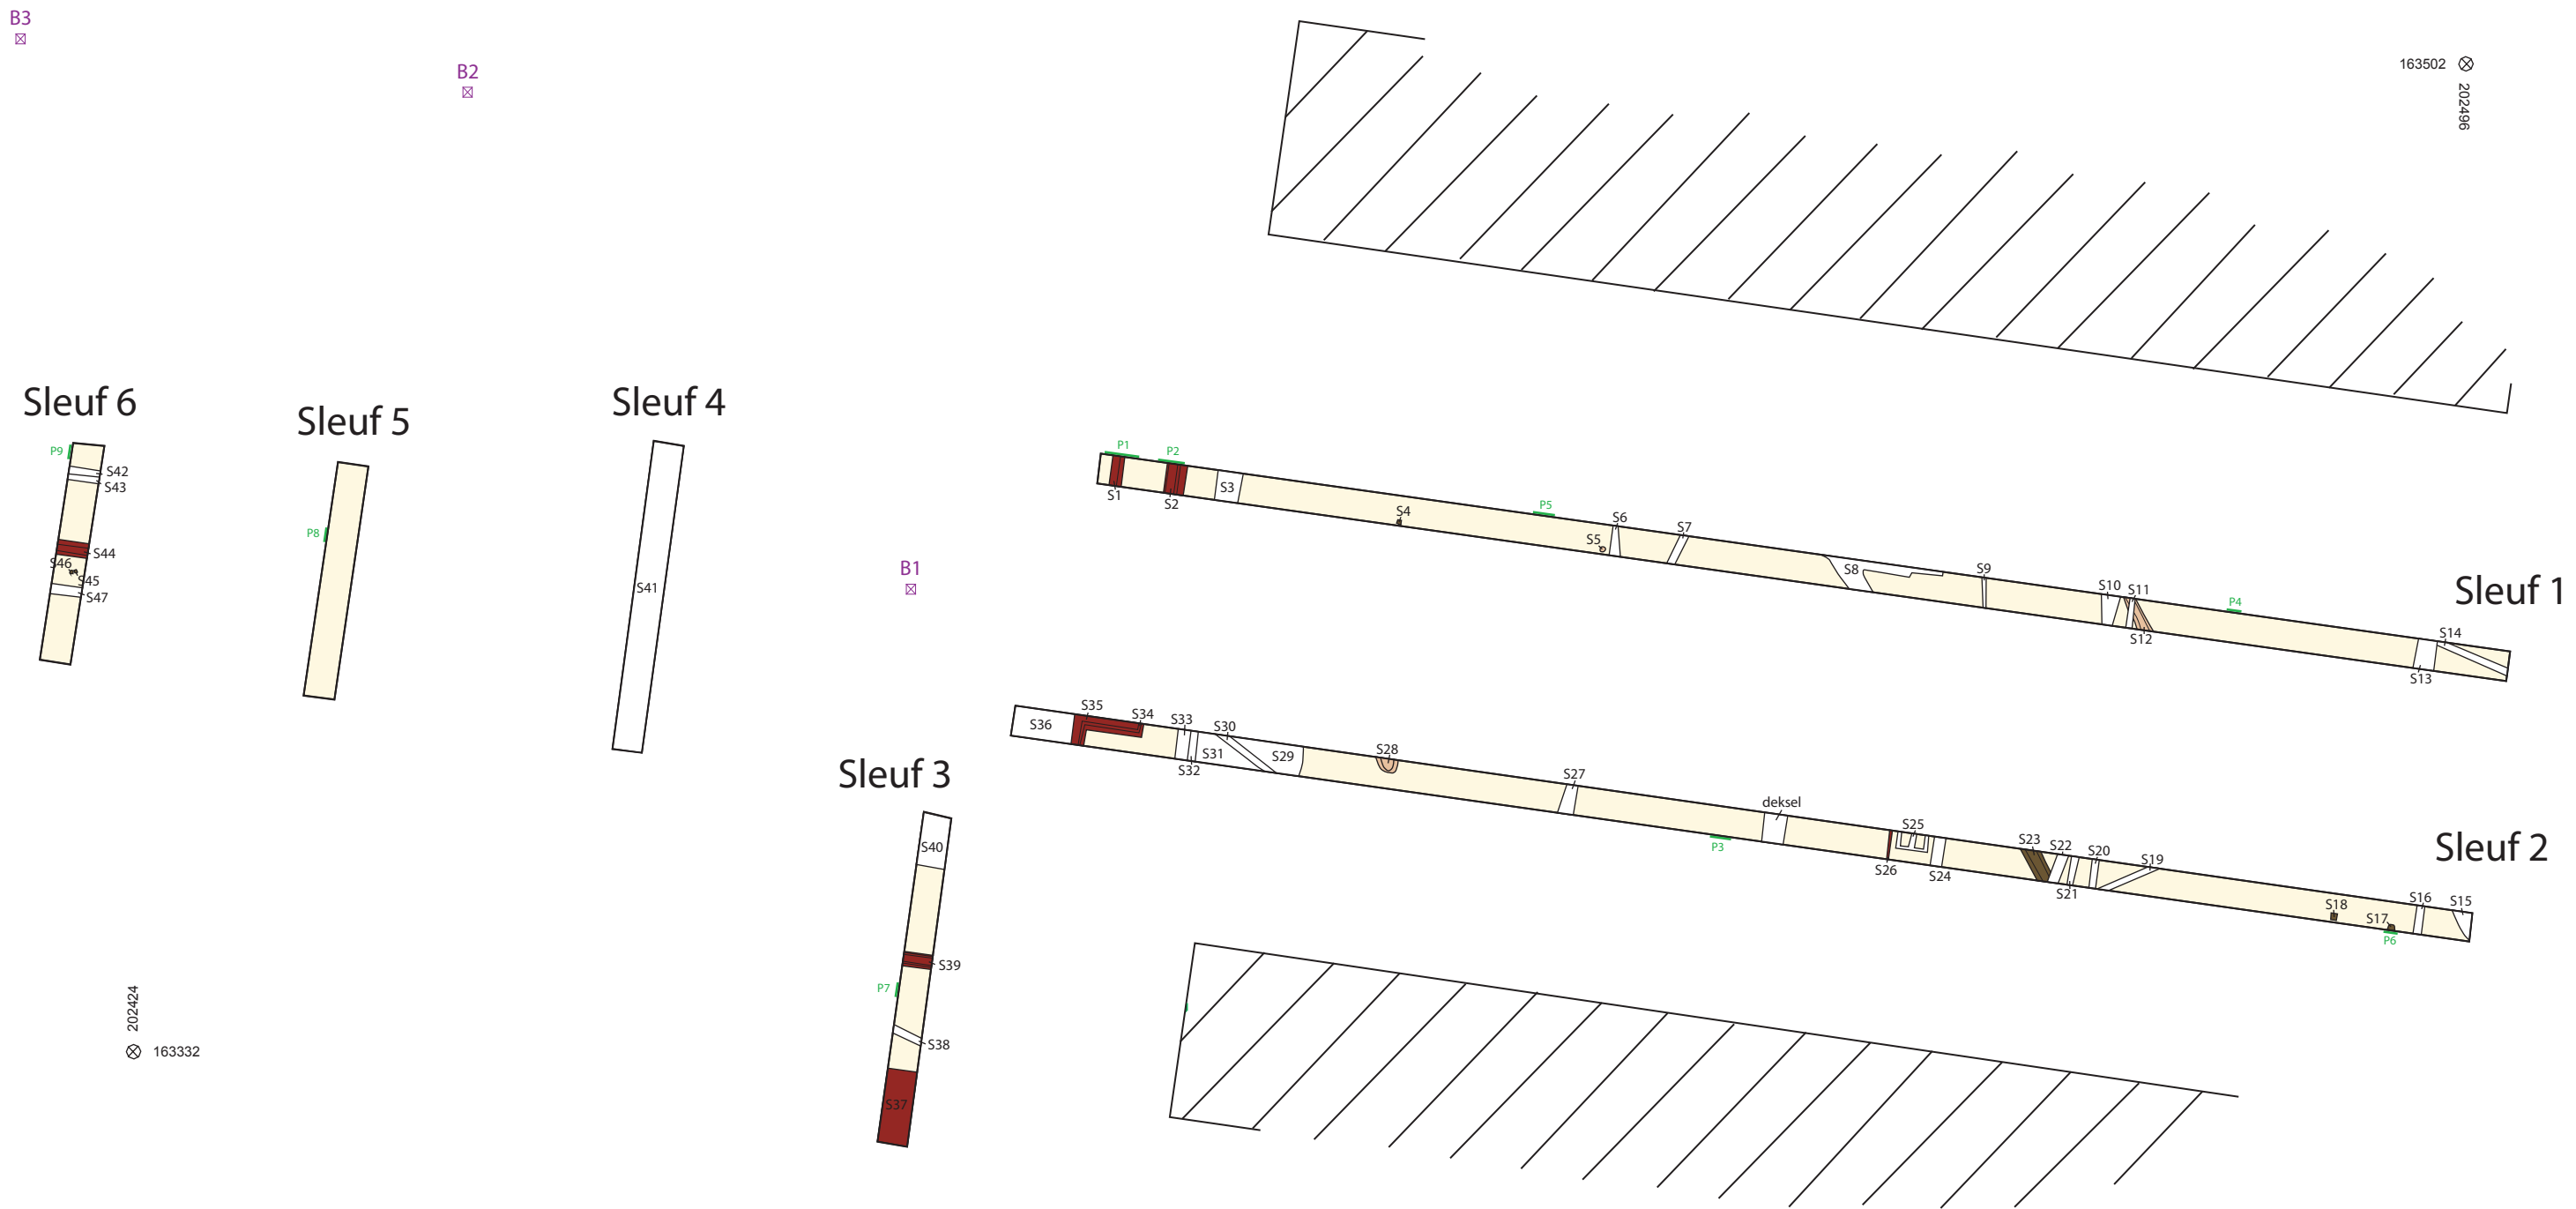 B3
B2
163502
202496
Sleuf 6
Sleuf 5
Sleuf 4
P9
S42
S43
S44
S46
S45
S47
P8
S41
B1
P1
P2
S1
S2
S3
S4
P5
S5
S6
S7
S8
S9
S10
S11
S12
P4
S13
S14
Sleuf 1
S36
S35
S34
S33
S32
S31
S30
S29
S28
S27
P3
deksel
S26
S25
S24
S23
S22
S21
S20
S19
S18
S17
P6
S16
S15
Sleuf 2
Sleuf 3
S40
S39
P7
S38
S37
202424
163332